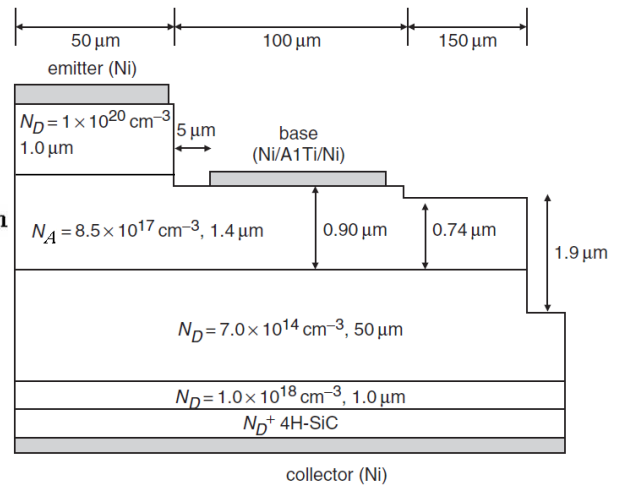 50 μm
100 μm
150 μm
emitter (Ni)
N_D = 1 × 10^20 cm^−3
1.0 μm
5 μm
base
(Ni/A1Ti/Ni)
n
N_A = 8.5 × 10^17 cm^−3, 1.4 μm
0.90 μm
0.74 μm
1.9 μm
N_D = 7.0 × 10^14 cm^−3, 50 μm
N_D = 1.0 × 10^18 cm^−3, 1.0 μm
N_D^+ 4H-SiC
collector (Ni)